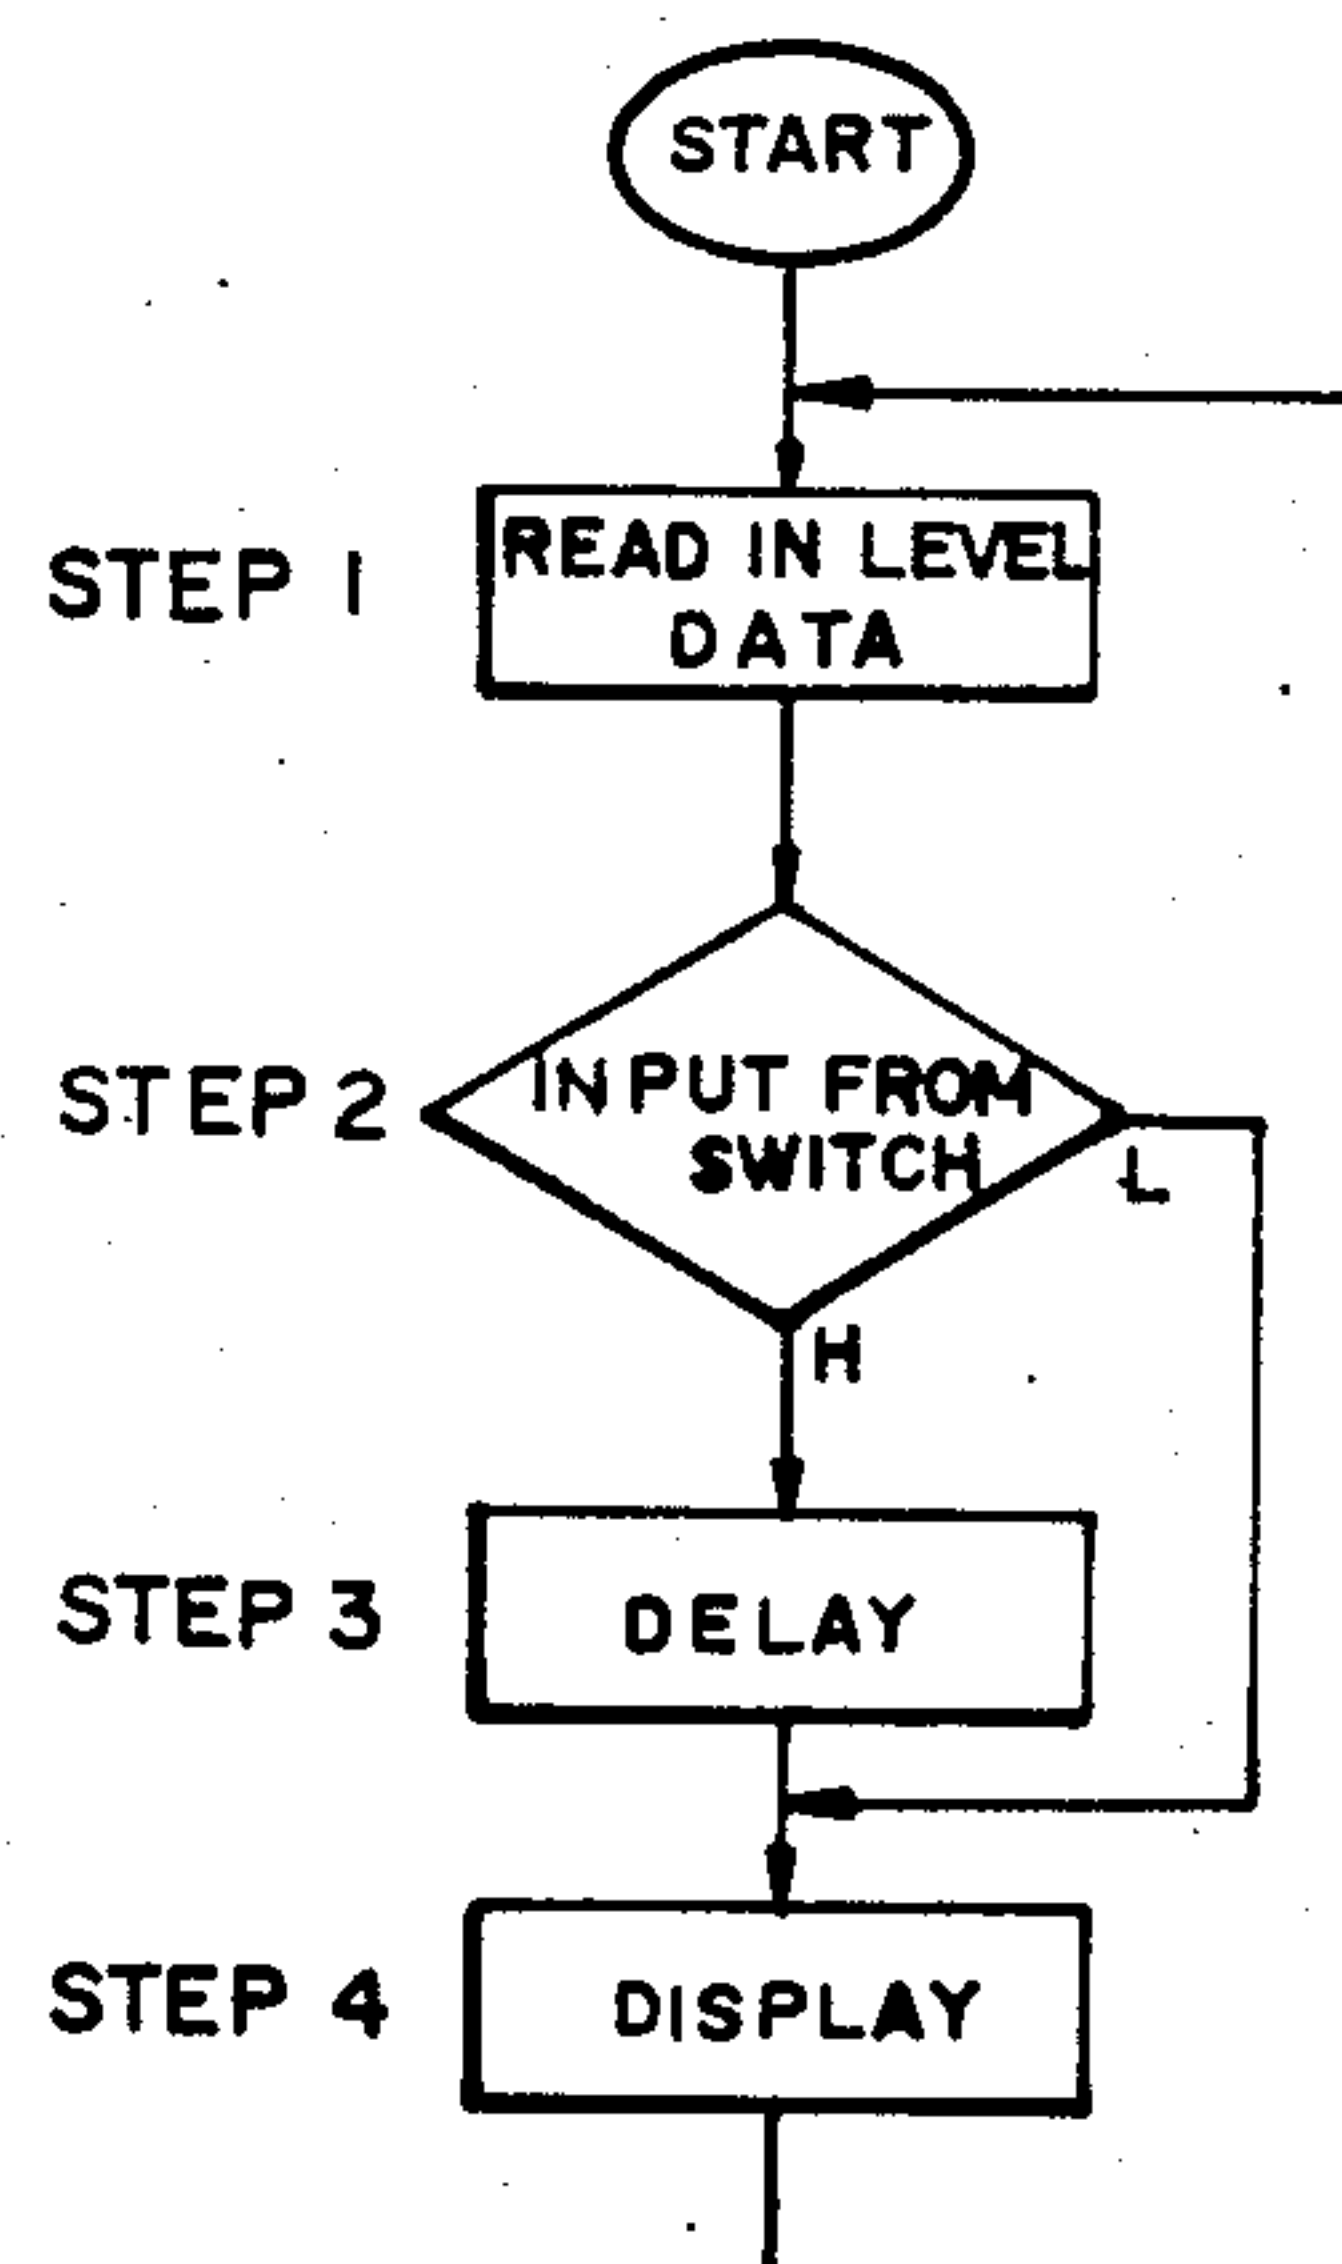 START
STEP 1
READ IN LEVEL
DATA
STEP 2
INPUT FROM
SWITCH
L
H
STEP 3
DELAY
STEP 4
DISPLAY